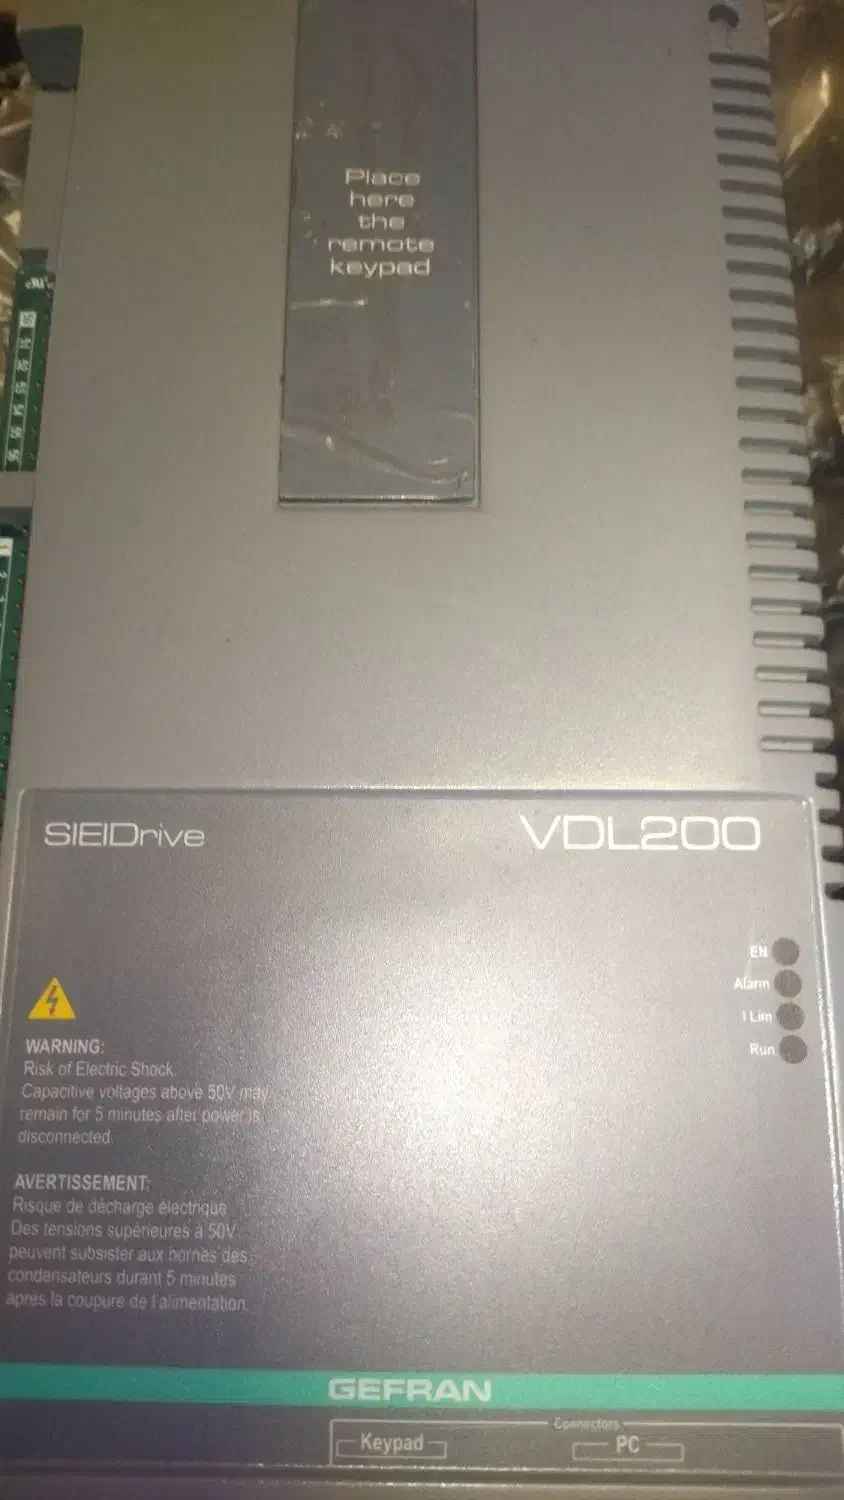 Place
here
the
remote
keypad
SIEIDrive
VDL200
EN
Alarm
I Lim
Run
WARNING:
Risk of Electric Shock.
Capacitive voltages above 50V may
remain for 5 minutes after power is
disconnected.
AVERTISSEMENT:
Risque de décharge électrique
Des tensions supérieures à 50V
peuvent subsister aux bornes des
condensateurs durant 5 minutes
après la coupure de l'alimentation.
GEFRAN
Connectors
Keypad
PC